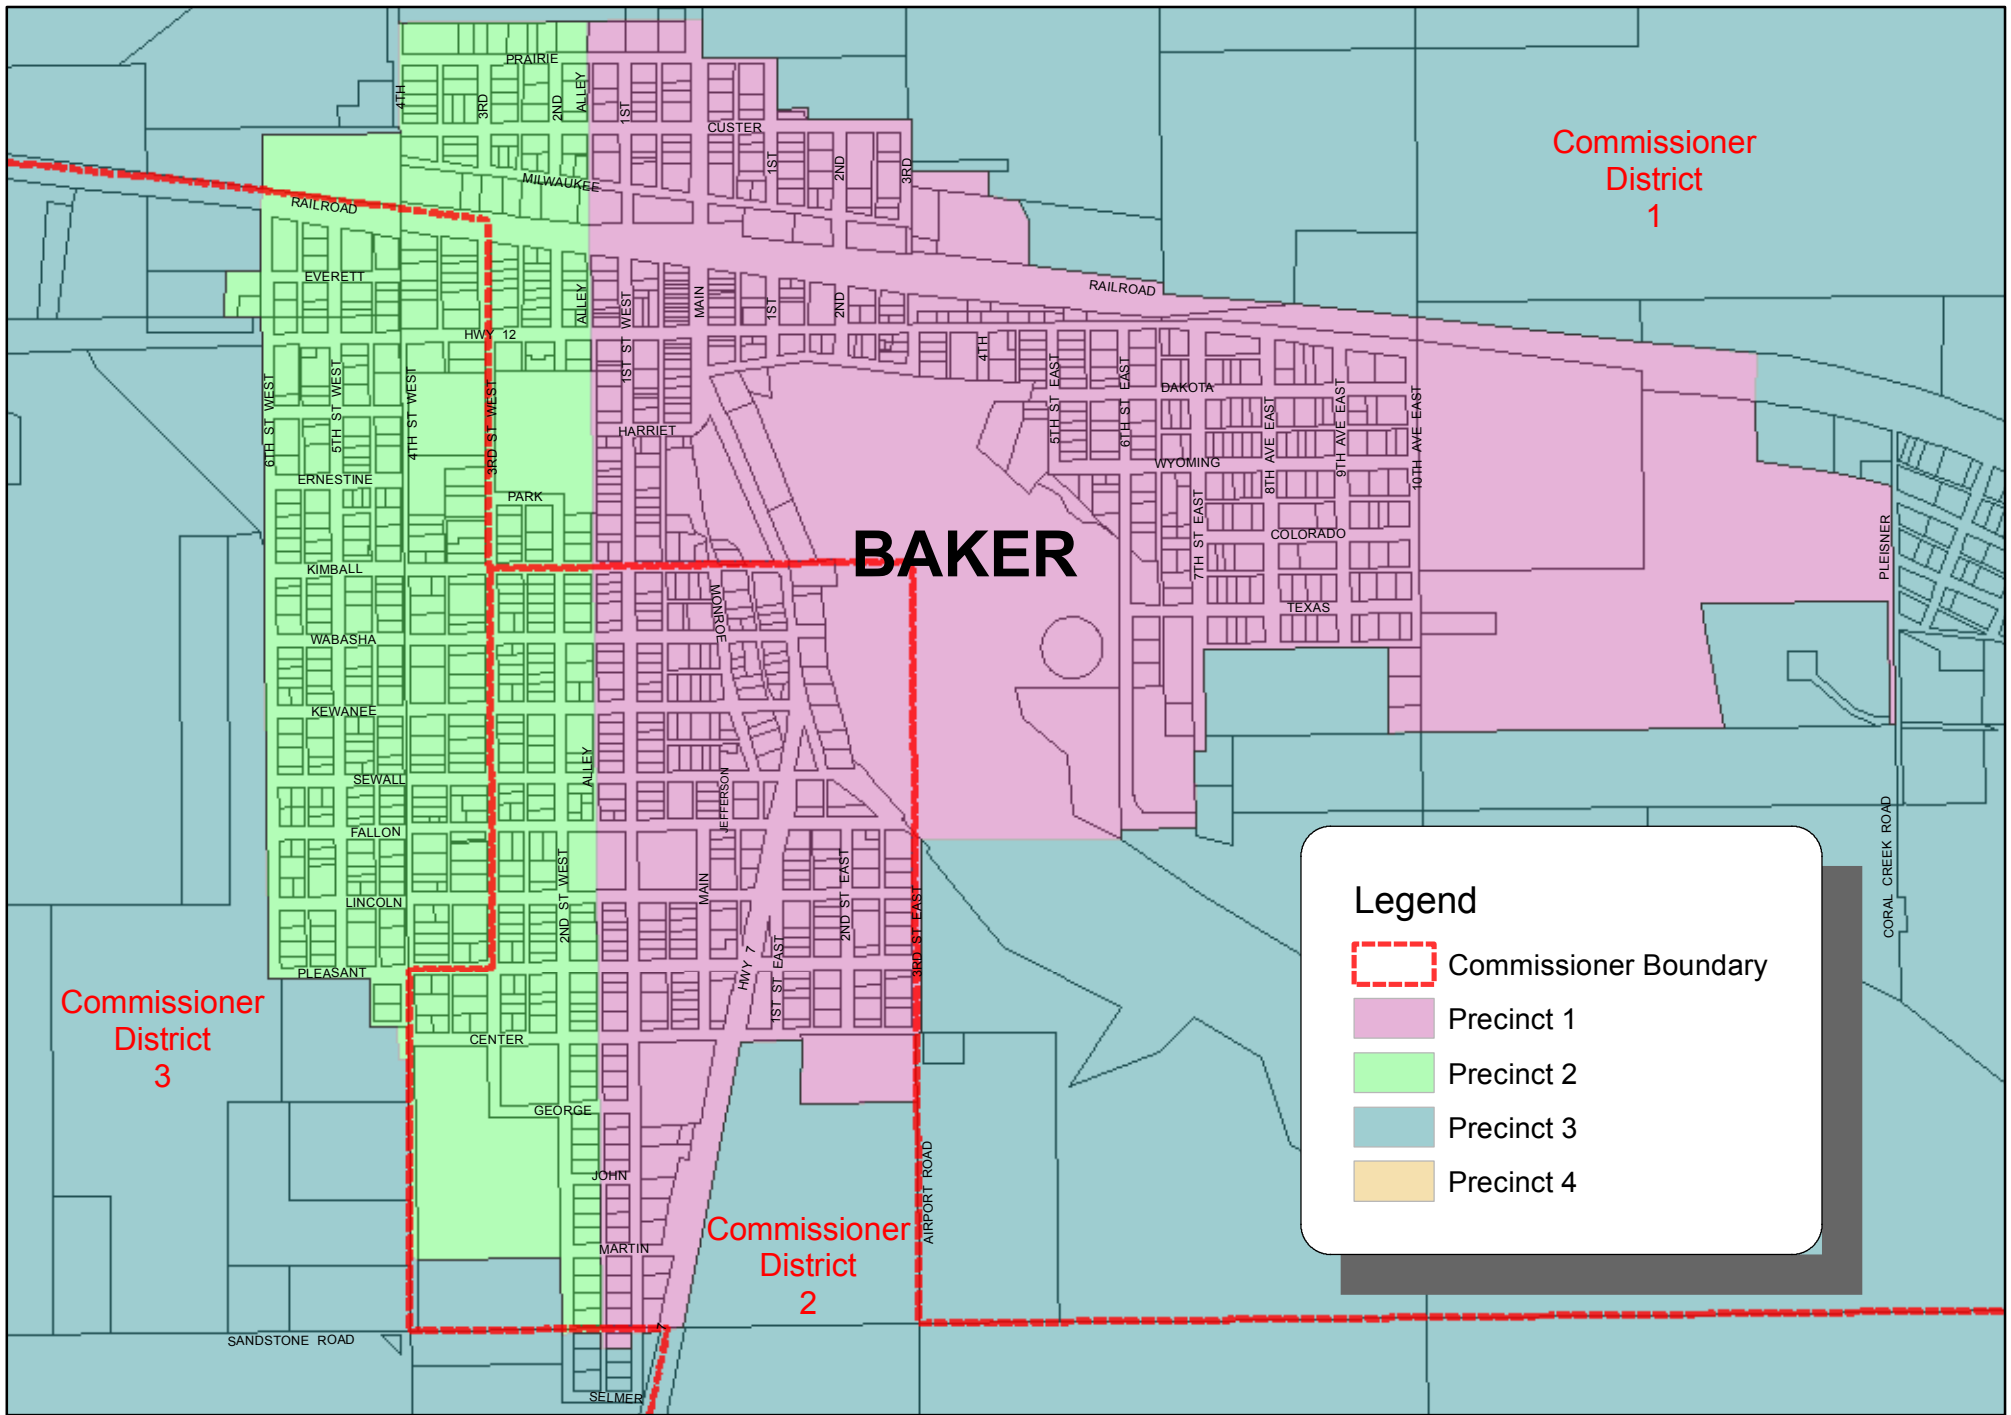 PRAIRIE
4TH
3RD
2ND
ALLEY
1ST
CUSTER
1ST
2ND
3RD
Commissioner
District
1
MILWAUKEE
RAILROAD
EVERETT
ALLEY
1ST ST WEST
MAIN
1ST
2ND
RAILROAD
HWY 12
4TH
6TH ST WEST
5TH ST WEST
4TH ST WEST
3RD ST WEST
HARRIET
5TH ST EAST
6TH ST EAST
DAKOTA
8TH AVE EAST
9TH AVE EAST
10TH AVE EAST
WYOMING
ERNESTINE
PARK
7TH ST EAST
COLORADO
PLEISNER
BAKER
KIMBALL
MONROE
TEXAS
WABASHA
KEWANEE
ALLEY
SEWALL
JEFFERSON
FALLON
2ND ST WEST
MAIN
2ND ST EAST
3RD ST EAST
LINCOLN
CORAL CREEK ROAD
HWY 7
1ST ST EAST
PLEASANT
Commissioner
District
3
CENTER
GEORGE
JOHN
AIRPORT ROAD
MARTIN
Commissioner
District
2
7
SANDSTONE ROAD
SELMER
Legend
Commissioner Boundary
Precinct 1
Precinct 2
Precinct 3
Precinct 4